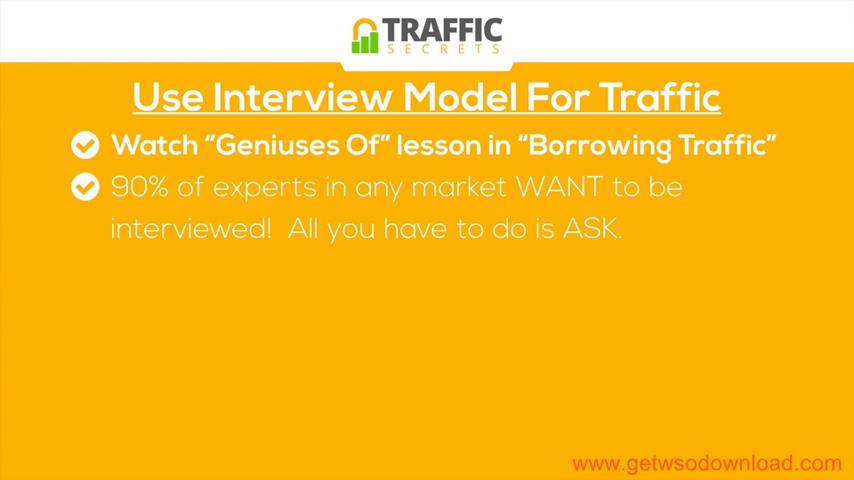 TRAFFIC
SECRETS
Use Interview Model For Traffic
Watch “Geniuses Of” lesson in “Borrowing Traffic”
90% of experts in any market WANT to be
interviewed! All you have to do is ASK.
www.getwsodownload.com